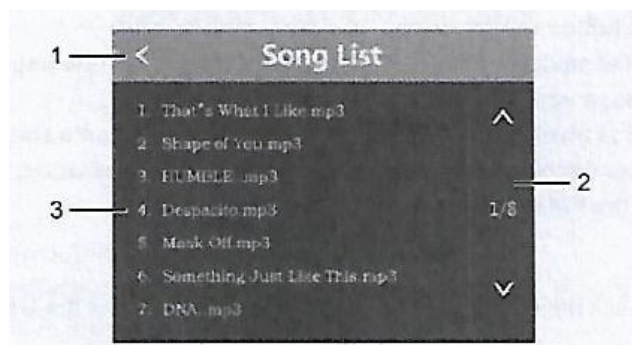 1 < Song List
1. That's What I Like.mp3
2. Shape of You.mp3
3. HUMBLE..mp3
2
3 4. Despacito.mp3 1/8
5. Mask Off.mp3
6. Something Just Like This.mp3
7. DNA..mp3